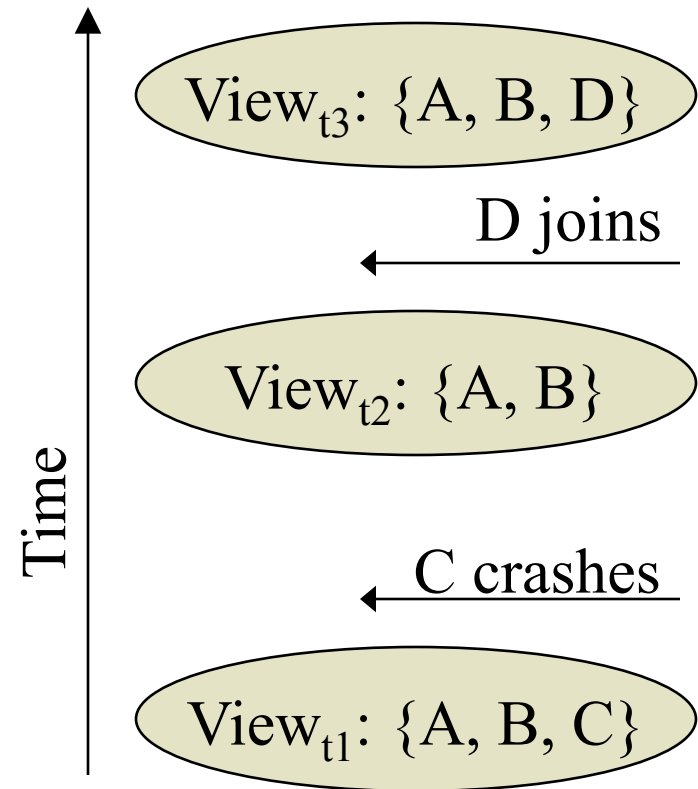 View_t3: {A, B, D}
D joins
View_t2: {A, B}
Time
C crashes
View_t1: {A, B, C}